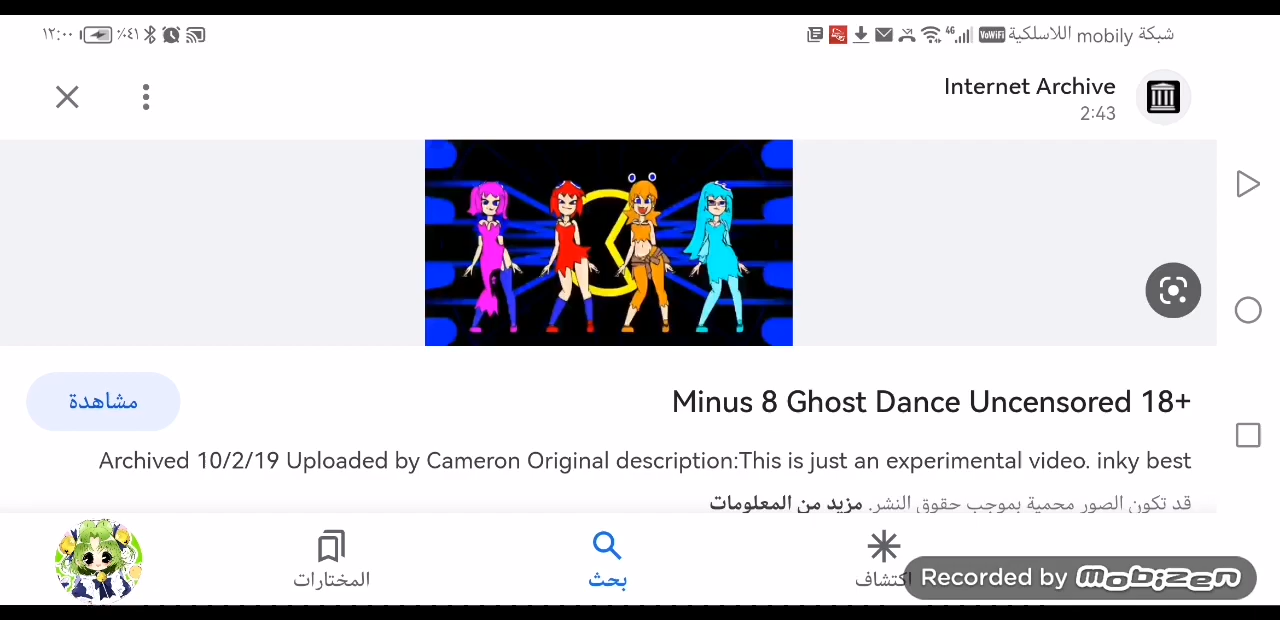 ١٢:٠٠ ٪٤١ 4G VoWiFi شبكة mobily اللاسلكية
Internet Archive
2:43
Minus 8 Ghost Dance Uncensored 18+
مشاهدة
Archived 10/2/19 Uploaded by Cameron Original description:This is just an experimental video. inky best
قد تكون الصور محمية بموجب حقوق النشر. مزيد من المعلومات
اكتشاف
بحث
المختارات
Recorded by mobizen